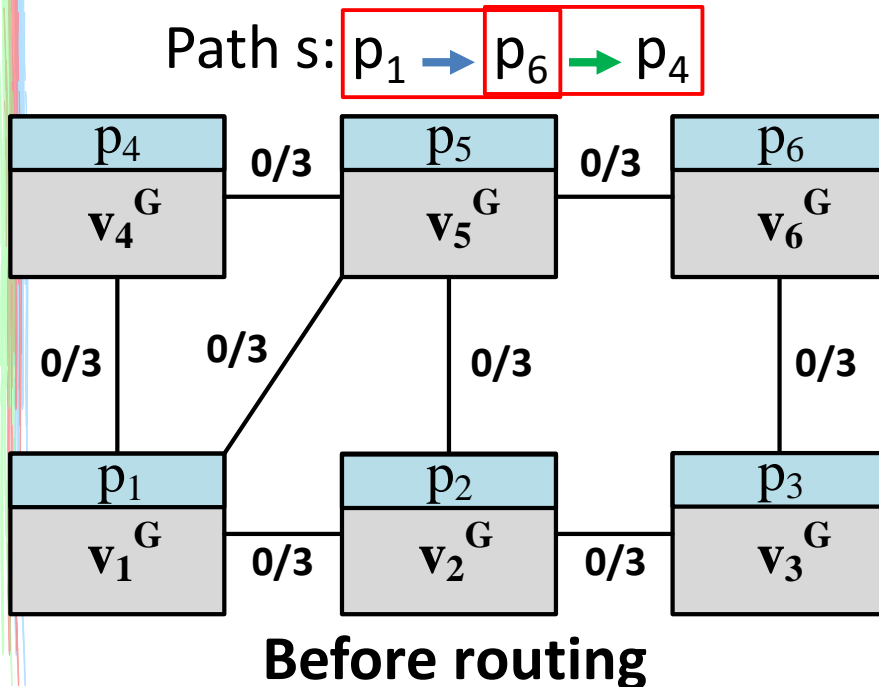 Path s: p₁ → p₆ → p₄
p₄ 0/3 p₅ 0/3 p₆
v₄ᴳ v₅ᴳ v₆ᴳ
0/3 0/3 0/3 0/3
p₁ p₂ p₃
v₁ᴳ 0/3 v₂ᴳ 0/3 v₃ᴳ
Before routing